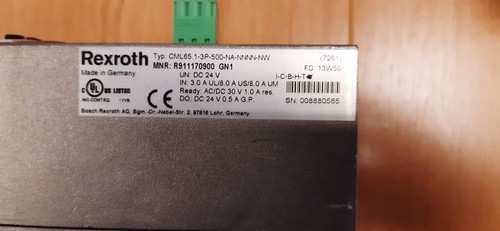 Rexroth
Typ: CML65.1-3P-500-NA-NNNN-NW (7261)
MNR: R911170900 GN1 FD: 13W50
Made in Germany
UN: DC 24 V I-C-B-H-T
IN: 3.0 A UL/8.0 A US/8.0 A UM
C UL US LISTED
IND.CONT.EQ.
Ready: AC/DC 30 V 1.0 A res.
DO: DC 24 V 0.5 A G.P.
SN: 008880565
Bosch Rexroth AG, Bgm.-Dr.-Nebel-Str. 2, 97816 Lohr, Germany